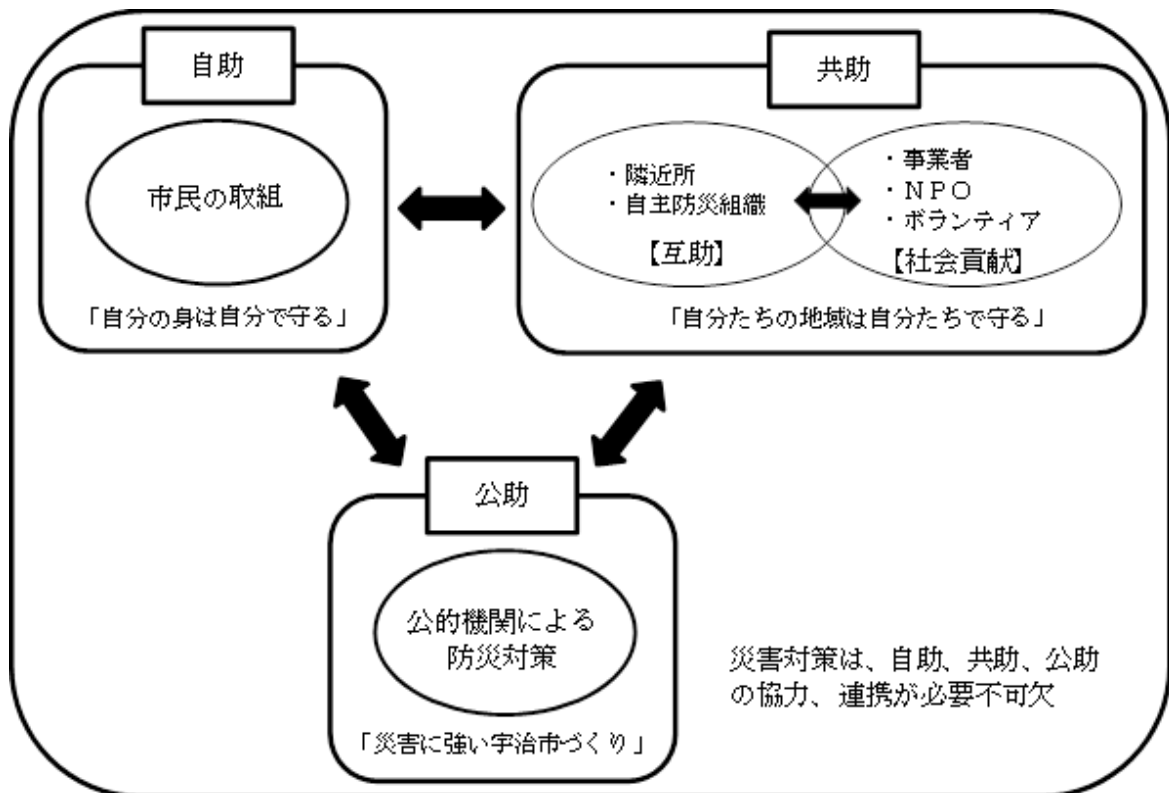 自助
市民の取組
「自分の身は自分で守る」
共助
・隣近所
・自主防災組織
【互助】
・事業者
・ＮＰＯ
・ボランティア
【社会貢献】
「自分たちの地域は自分たちで守る」
公助
公的機関による
防災対策
「災害に強い宇治市づくり」
災害対策は、自助、共助、公助
の協力、連携が必要不可欠